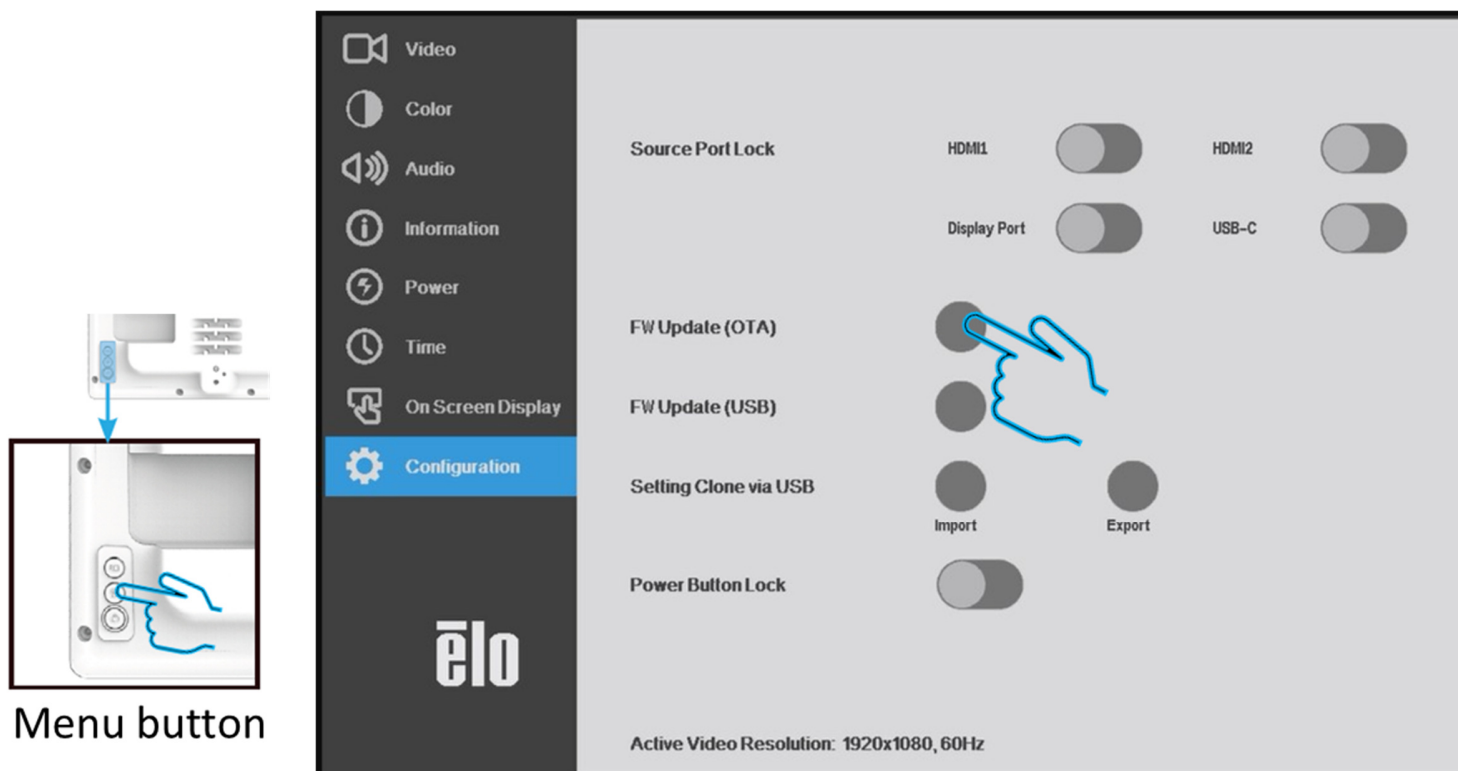 Video
Color
Audio
Information
Power
Time
On Screen Display
Configuration
ēlo
Source Port Lock HDMI1 HDMI2
Display Port USB-C
FW Update (OTA)
FW Update (USB)
Setting Clone via USB
Import Export
Power Button Lock
Active Video Resolution: 1920x1080, 60Hz
Menu button